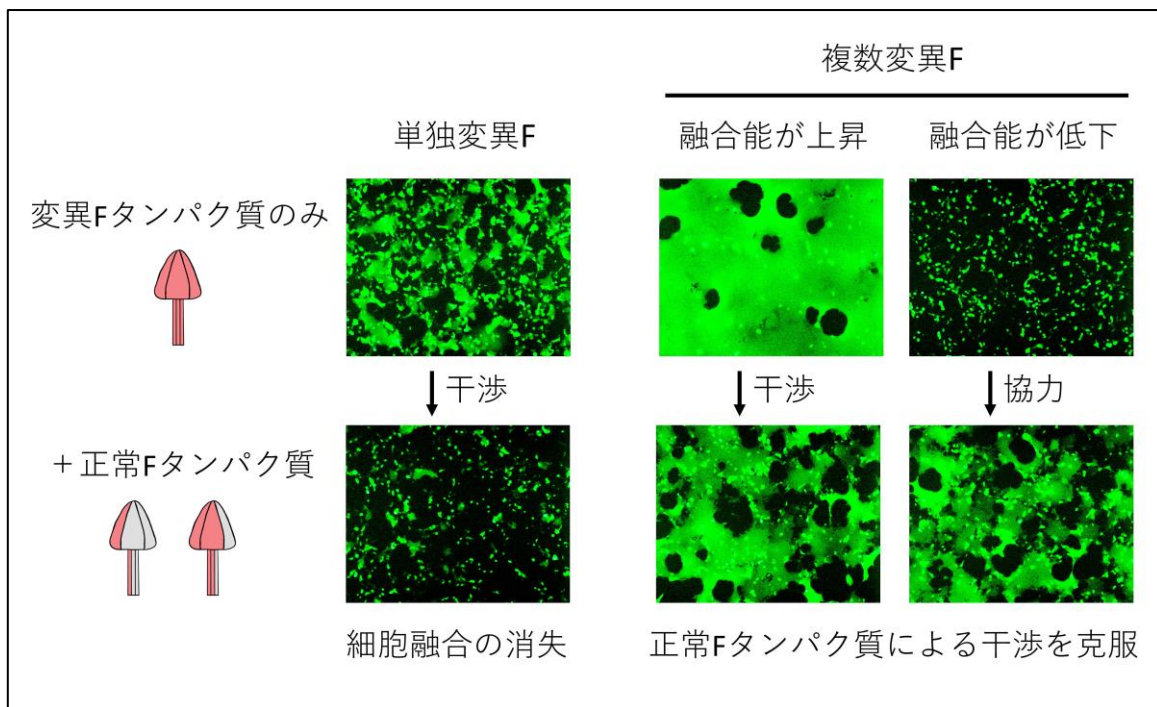 複数変異F
単独変異F
融合能が上昇
融合能が低下
変異Fタンパク質のみ
干渉
干渉
協力
+正常Fタンパク質
細胞融合の消失
正常Fタンパク質による干渉を克服